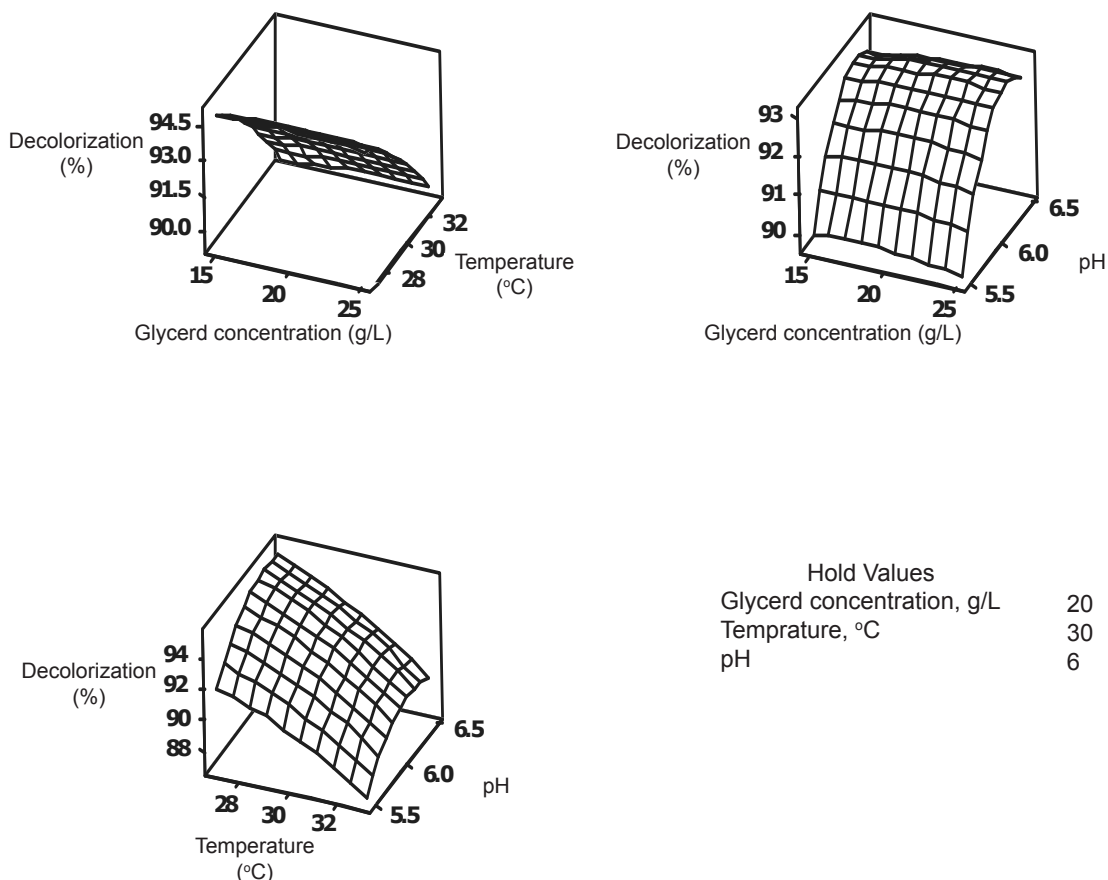 Decolorization
(%)
94.5
93.0
91.5
90.0
15
20
25
Glycerd concentration (g/L)
32
30
28
Temperature
(oC)
Decolorization
(%)
93
92
91
90
15
20
25
Glycerd concentration (g/L)
6.5
6.0
5.5
pH
Decolorization
(%)
94
92
90
88
28
30
32
Temperature
(oC)
6.5
6.0
5.5
pH
Hold Values
Glycerd concentration, g/L 20
Temprature, oC 30
pH 6